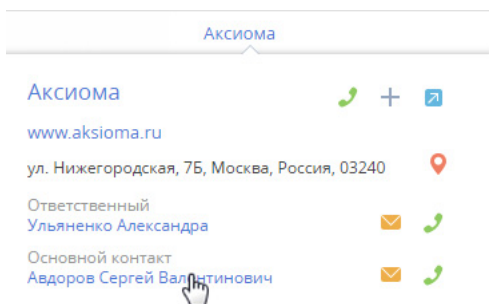 Аксиома
Аксиома
www.aksioma.ru
ул. Нижегородская, 7Б, Москва, Россия, 03240
Ответственный
Ульяненко Александра
Основной контакт
Авдоров Сергей Валентинович